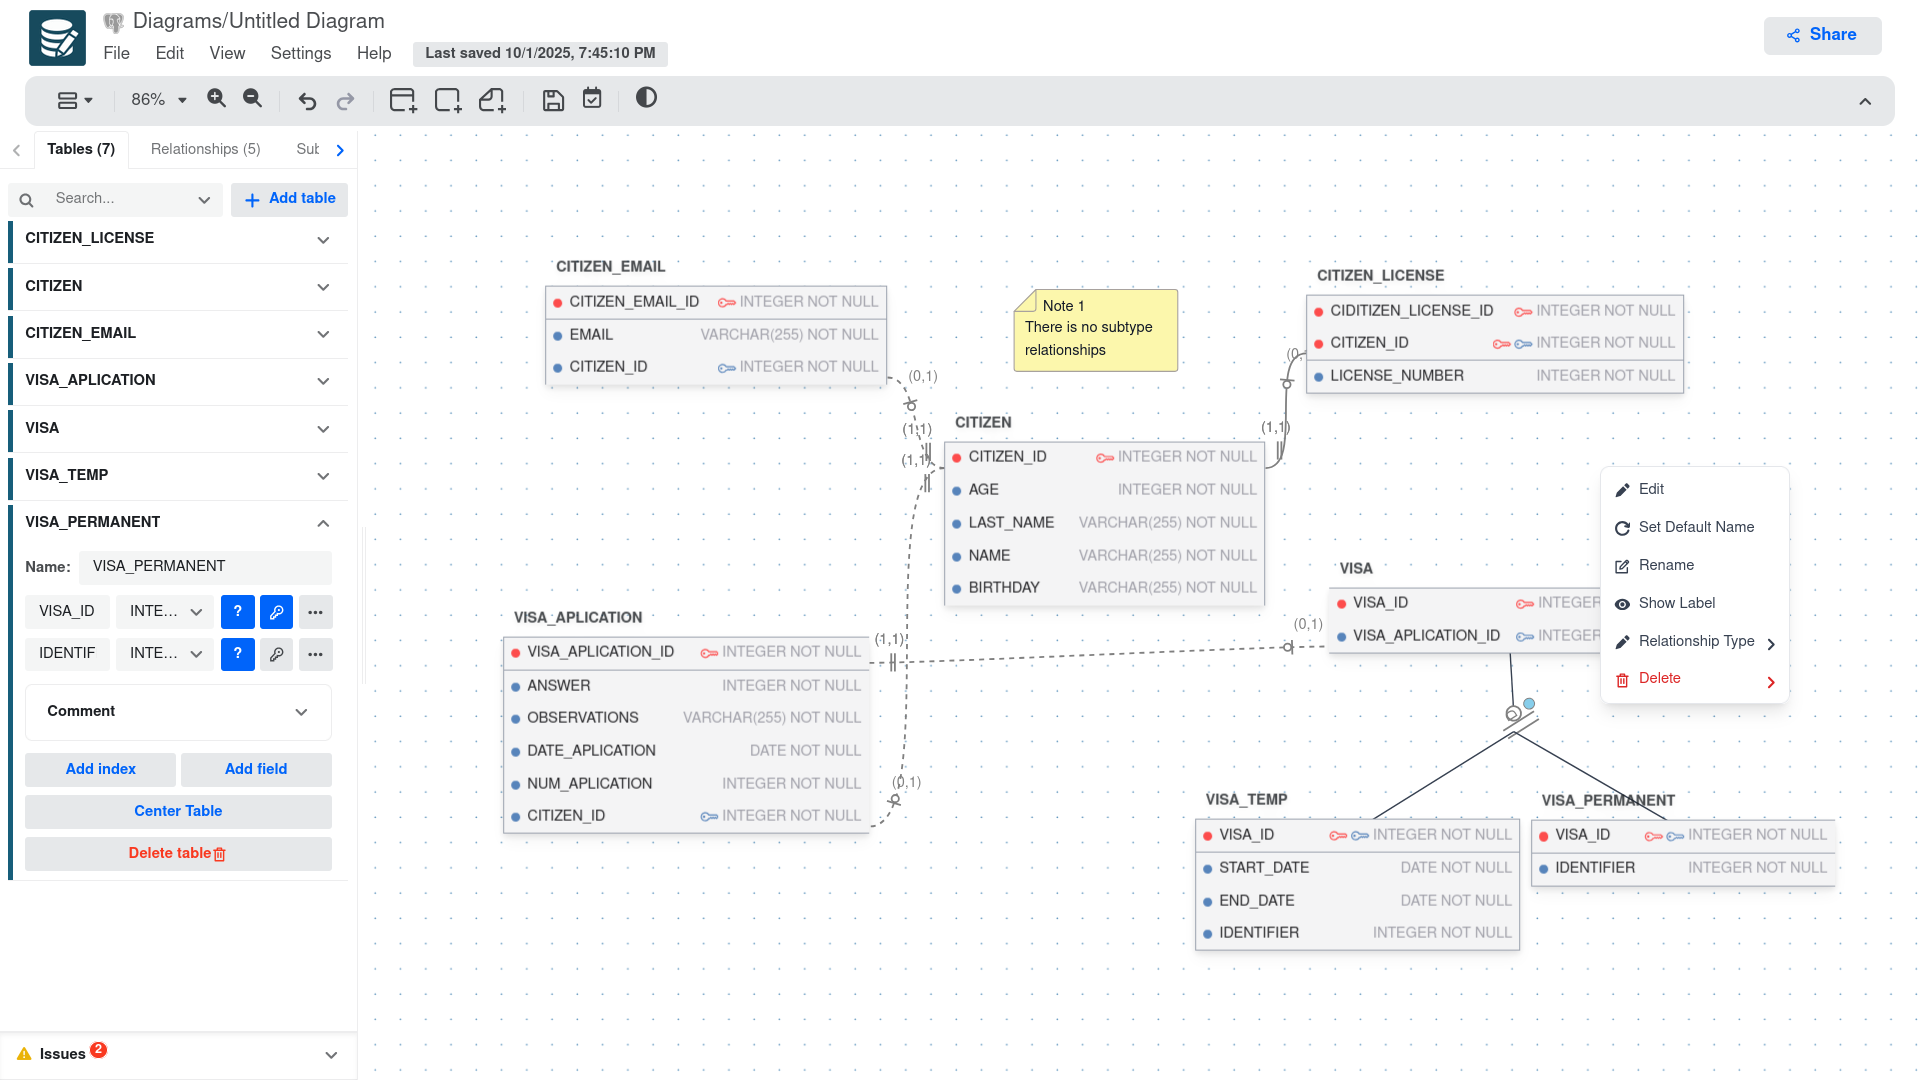 Diagrams/Untitled Diagram
File Edit View Settings Help Last saved 10/1/2025, 7:45:10 PM
Share
86%
Tables (7) Relationships (5) Sub
Search... Add table
CITIZEN_LICENSE
CITIZEN
CITIZEN_EMAIL
VISA_APLICATION
VISA
VISA_TEMP
VISA_PERMANENT
Name: VISA_PERMANENT
VISA_ID INTE... ?
IDENTIF INTE... ?
Comment
Add index Add field
Center Table
Delete table
Issues 2
CITIZEN_EMAIL
CITIZEN_EMAIL_ID INTEGER NOT NULL
EMAIL VARCHAR(255) NOT NULL
CITIZEN_ID INTEGER NOT NULL
Note 1
There is no subtype
relationships
CITIZEN_LICENSE
CIDITIZEN_LICENSE_ID INTEGER NOT NULL
CITIZEN_ID INTEGER NOT NULL
LICENSE_NUMBER INTEGER NOT NULL
(0,1)
(1,1)
(1,1)
(0,
(1,1)
CITIZEN
CITIZEN_ID INTEGER NOT NULL
AGE INTEGER NOT NULL
LAST_NAME VARCHAR(255) NOT NULL
NAME VARCHAR(255) NOT NULL
BIRTHDAY VARCHAR(255) NOT NULL
VISA_APLICATION
VISA_APLICATION_ID INTEGER NOT NULL
ANSWER INTEGER NOT NULL
OBSERVATIONS VARCHAR(255) NOT NULL
DATE_APLICATION DATE NOT NULL
NUM_APLICATION INTEGER NOT NULL
CITIZEN_ID INTEGER NOT NULL
(1,1)
(0,1)
(0,1)
VISA
VISA_ID INTEGER
VISA_APLICATION_ID INTEGER
Edit
Set Default Name
Rename
Show Label
Relationship Type
Delete
VISA_TEMP
VISA_ID INTEGER NOT NULL
START_DATE DATE NOT NULL
END_DATE DATE NOT NULL
IDENTIFIER INTEGER NOT NULL
VISA_PERMANENT
VISA_ID INTEGER NOT NULL
IDENTIFIER INTEGER NOT NULL